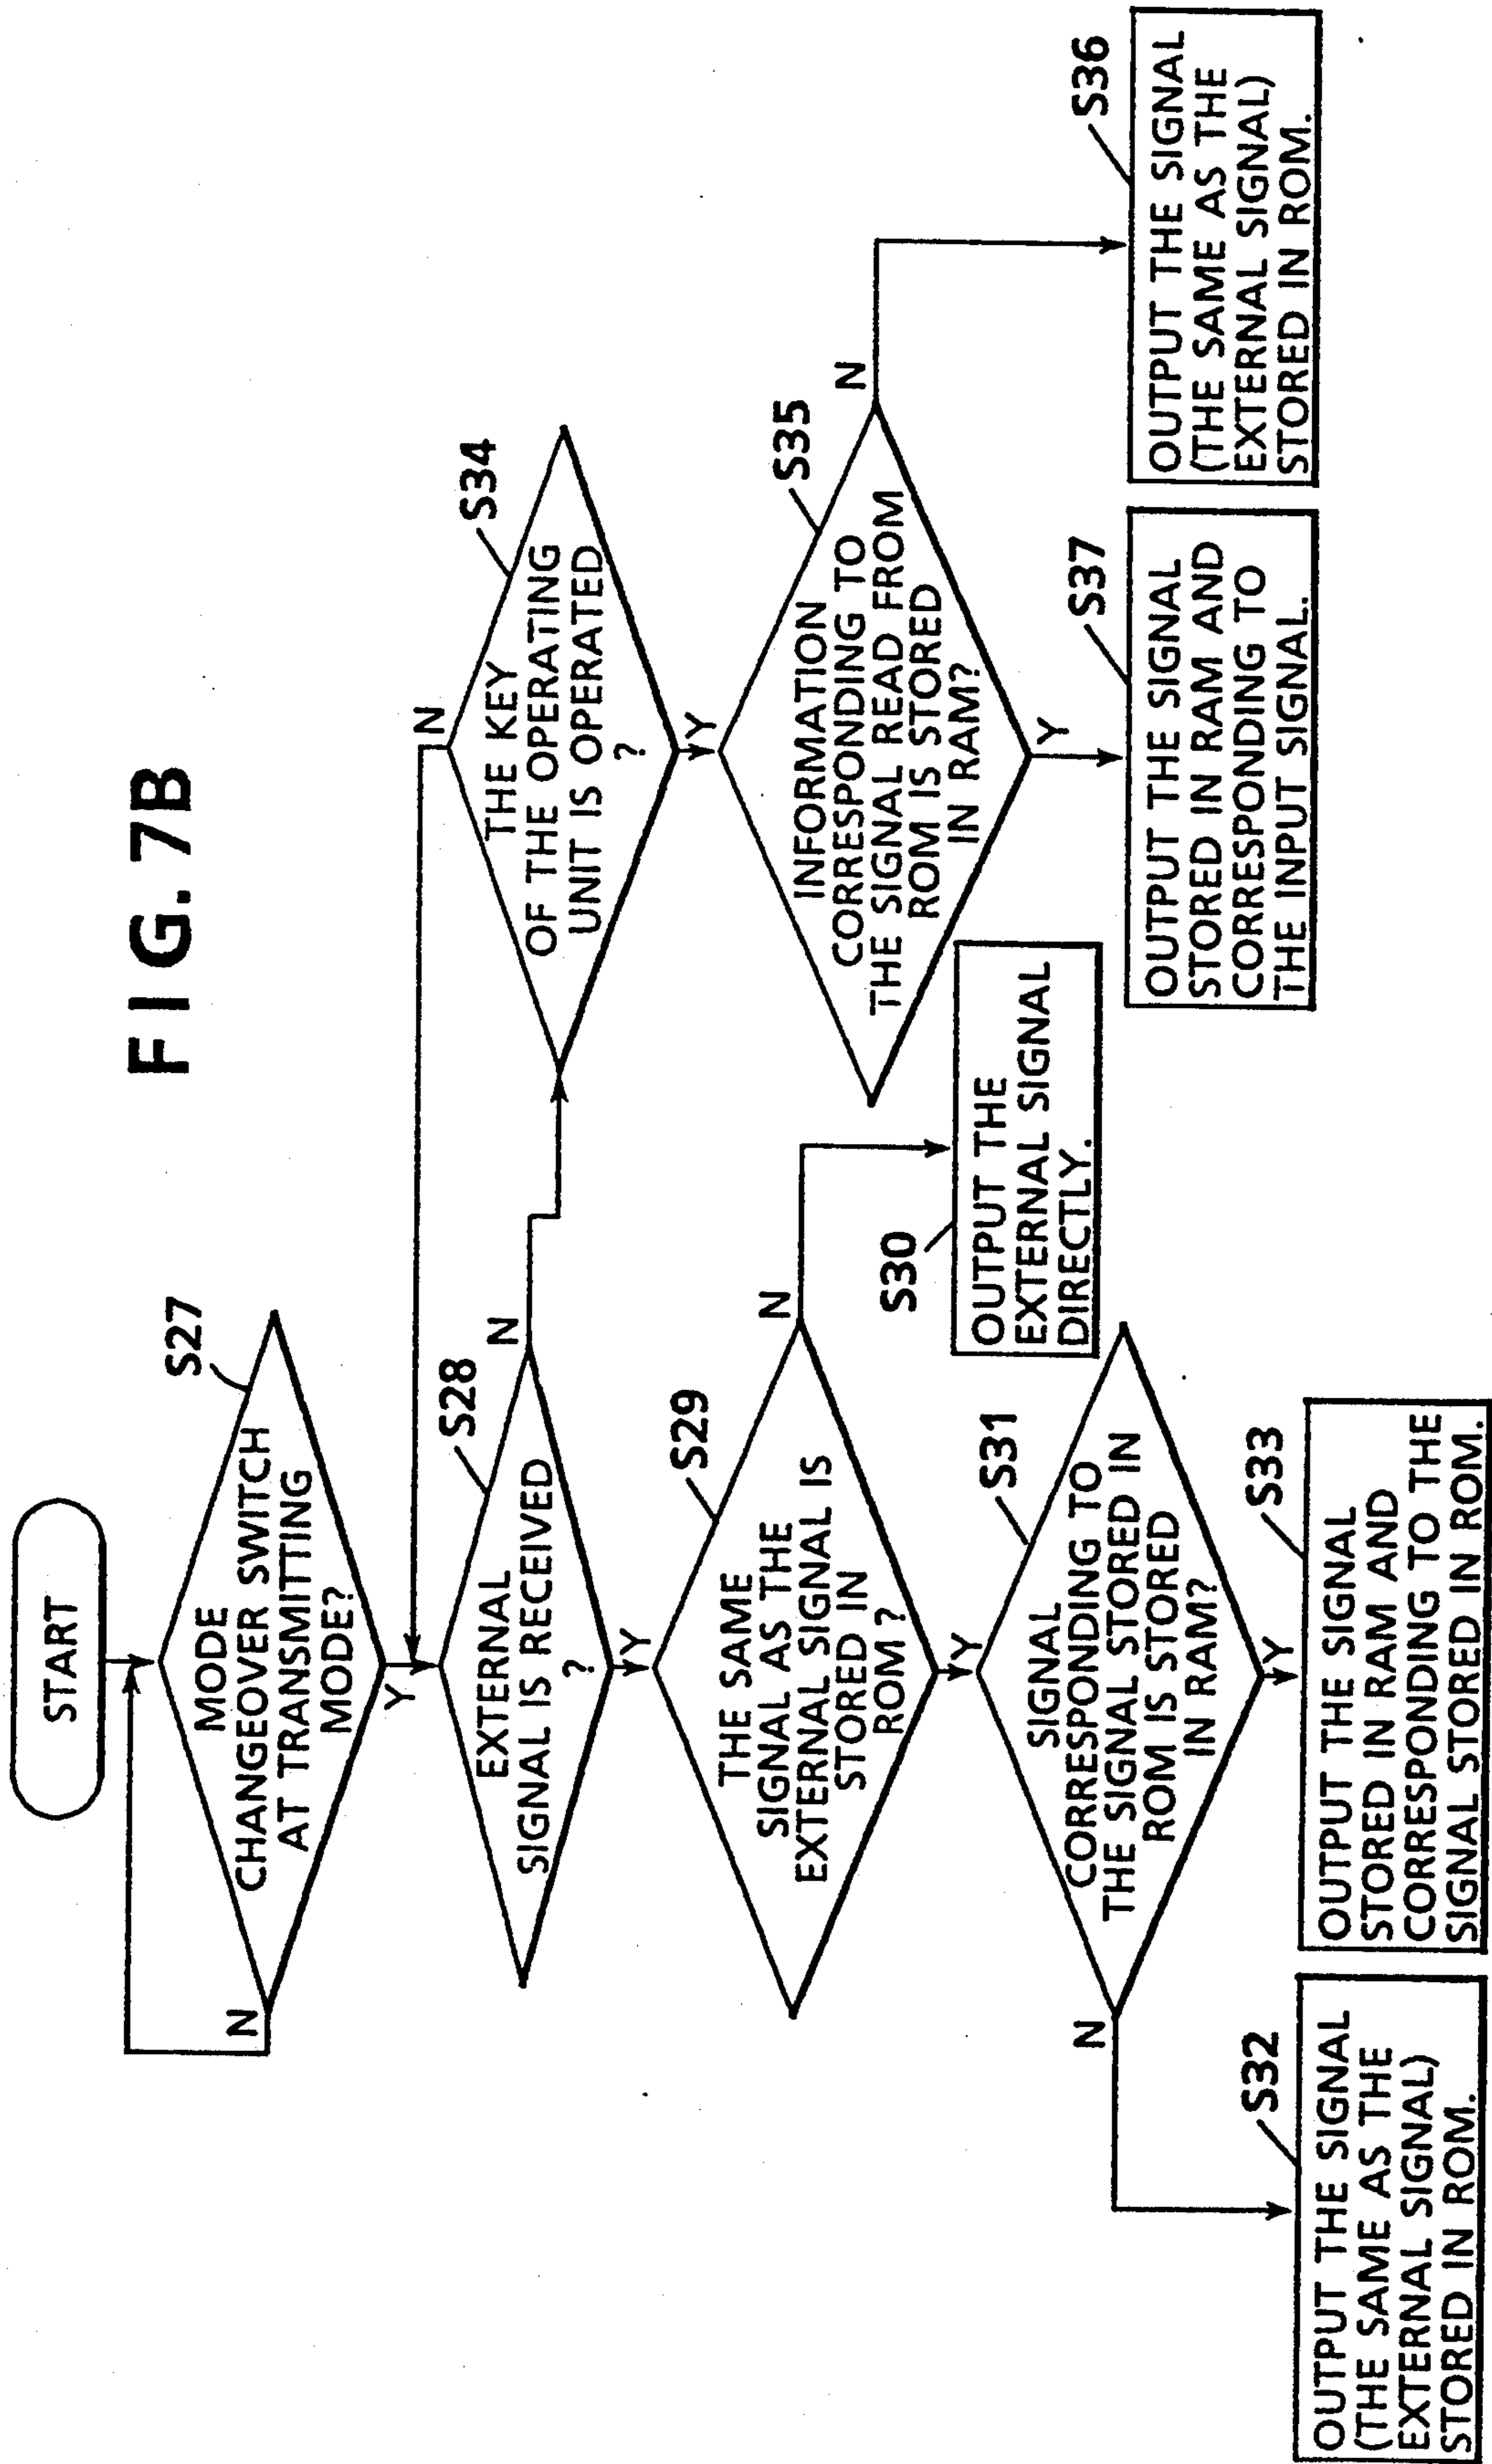 FIG. 7B
START
S27
MODE
CHANGEOVER SWITCH
AT TRANSMITTING
MODE?
N
Y
S28
EXTERNAL
SIGNAL IS RECEIVED
?
N
Y
S34
THE KEY
OF THE OPERATING
UNIT IS OPERATED
?
N
Y
S29
THE SAME
SIGNAL AS THE
EXTERNAL SIGNAL IS
STORED IN
ROM ?
N
Y
S35
INFORMATION
CORRESPONDING TO
THE SIGNAL READ FROM
ROM IS STORED
IN RAM?
N
Y
S30
OUTPUT THE
EXTERNAL SIGNAL
DIRECTLY.
S31
SIGNAL
CORRESPONDING TO
THE SIGNAL STORED IN
ROM IS STORED
IN RAM?
N
Y
S37
OUTPUT THE SIGNAL
STORED IN RAM AND
CORRESPONDING TO
THE INPUT SIGNAL.
S36
OUTPUT THE SIGNAL
(THE SAME AS THE
EXTERNAL SIGNAL)
STORED IN ROM.
S32
OUTPUT THE SIGNAL
(THE SAME AS THE
EXTERNAL SIGNAL)
STORED IN ROM.
S33
OUTPUT THE SIGNAL
STORED IN RAM AND
CORRESPONDING TO THE
SIGNAL STORED IN ROM.